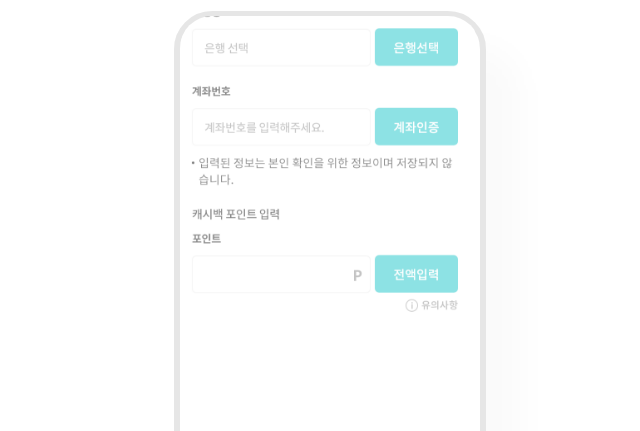 은행 선택
은행선택
계좌번호
계좌번호를 입력해주세요.
계좌인증
• 입력된 정보는 본인 확인을 위한 정보이며 저장되지 않
습니다.
캐시백 포인트 입력
포인트
P
전액입력
유의사항